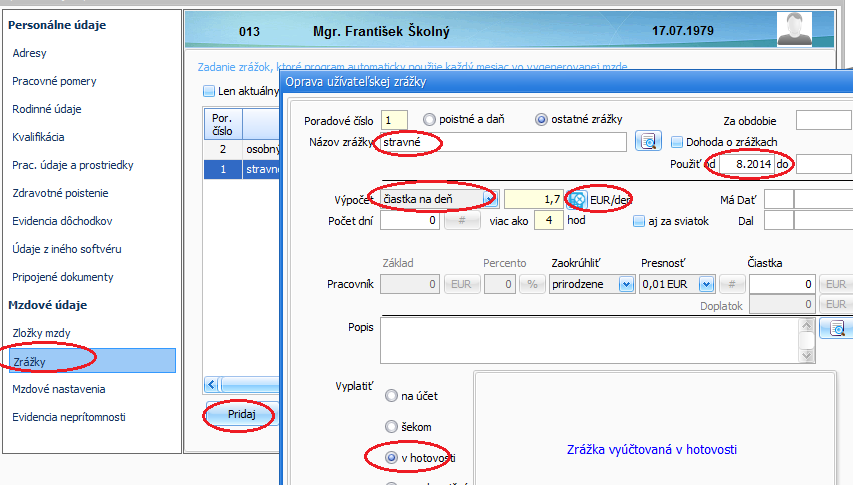 Personálne údaje
Adresy
Pracovné pomery
Rodinné údaje
Kvalifikácia
Prac. údaje a prostriedky
Zdravotné poistenie
Evidencia dôchodkov
Údaje z iného softvéru
Pripojené dokumenty
Mzdové údaje
Zložky mzdy
Zrážky
Mzdové nastavenia
Evidencia neprítomnosti
013 Mgr. František Školný 17.07.1979
Zadanie zrážok, ktoré program automaticky použije každý mesiac vo vygenerovanej mzde
Len aktuálny
Por. číslo
2 osobný
1 stravné
Pridaj
Oprava užívateľskej zrážky
Poradové číslo 1 poistné a daň ostatné zrážky Za obdobie
Názov zrážky stravné Dohoda o zrážkach
Použiť od 8.2014 do
Výpočet čiastka na deň 1,7 EUR/deň Má Dať
Počet dní 0 # viac ako 4 hod aj za sviatok Dal
Základ Percento Zaokrúhliť Presnosť Čiastka
Pracovník 0 EUR 0 % prirodzene 0,01 EUR # 0 EUR
Doplatok 0 EUR
Popis
Vyplatiť
na účet
šekom
v hotovosti
Zrážka vyúčtovaná v hotovosti